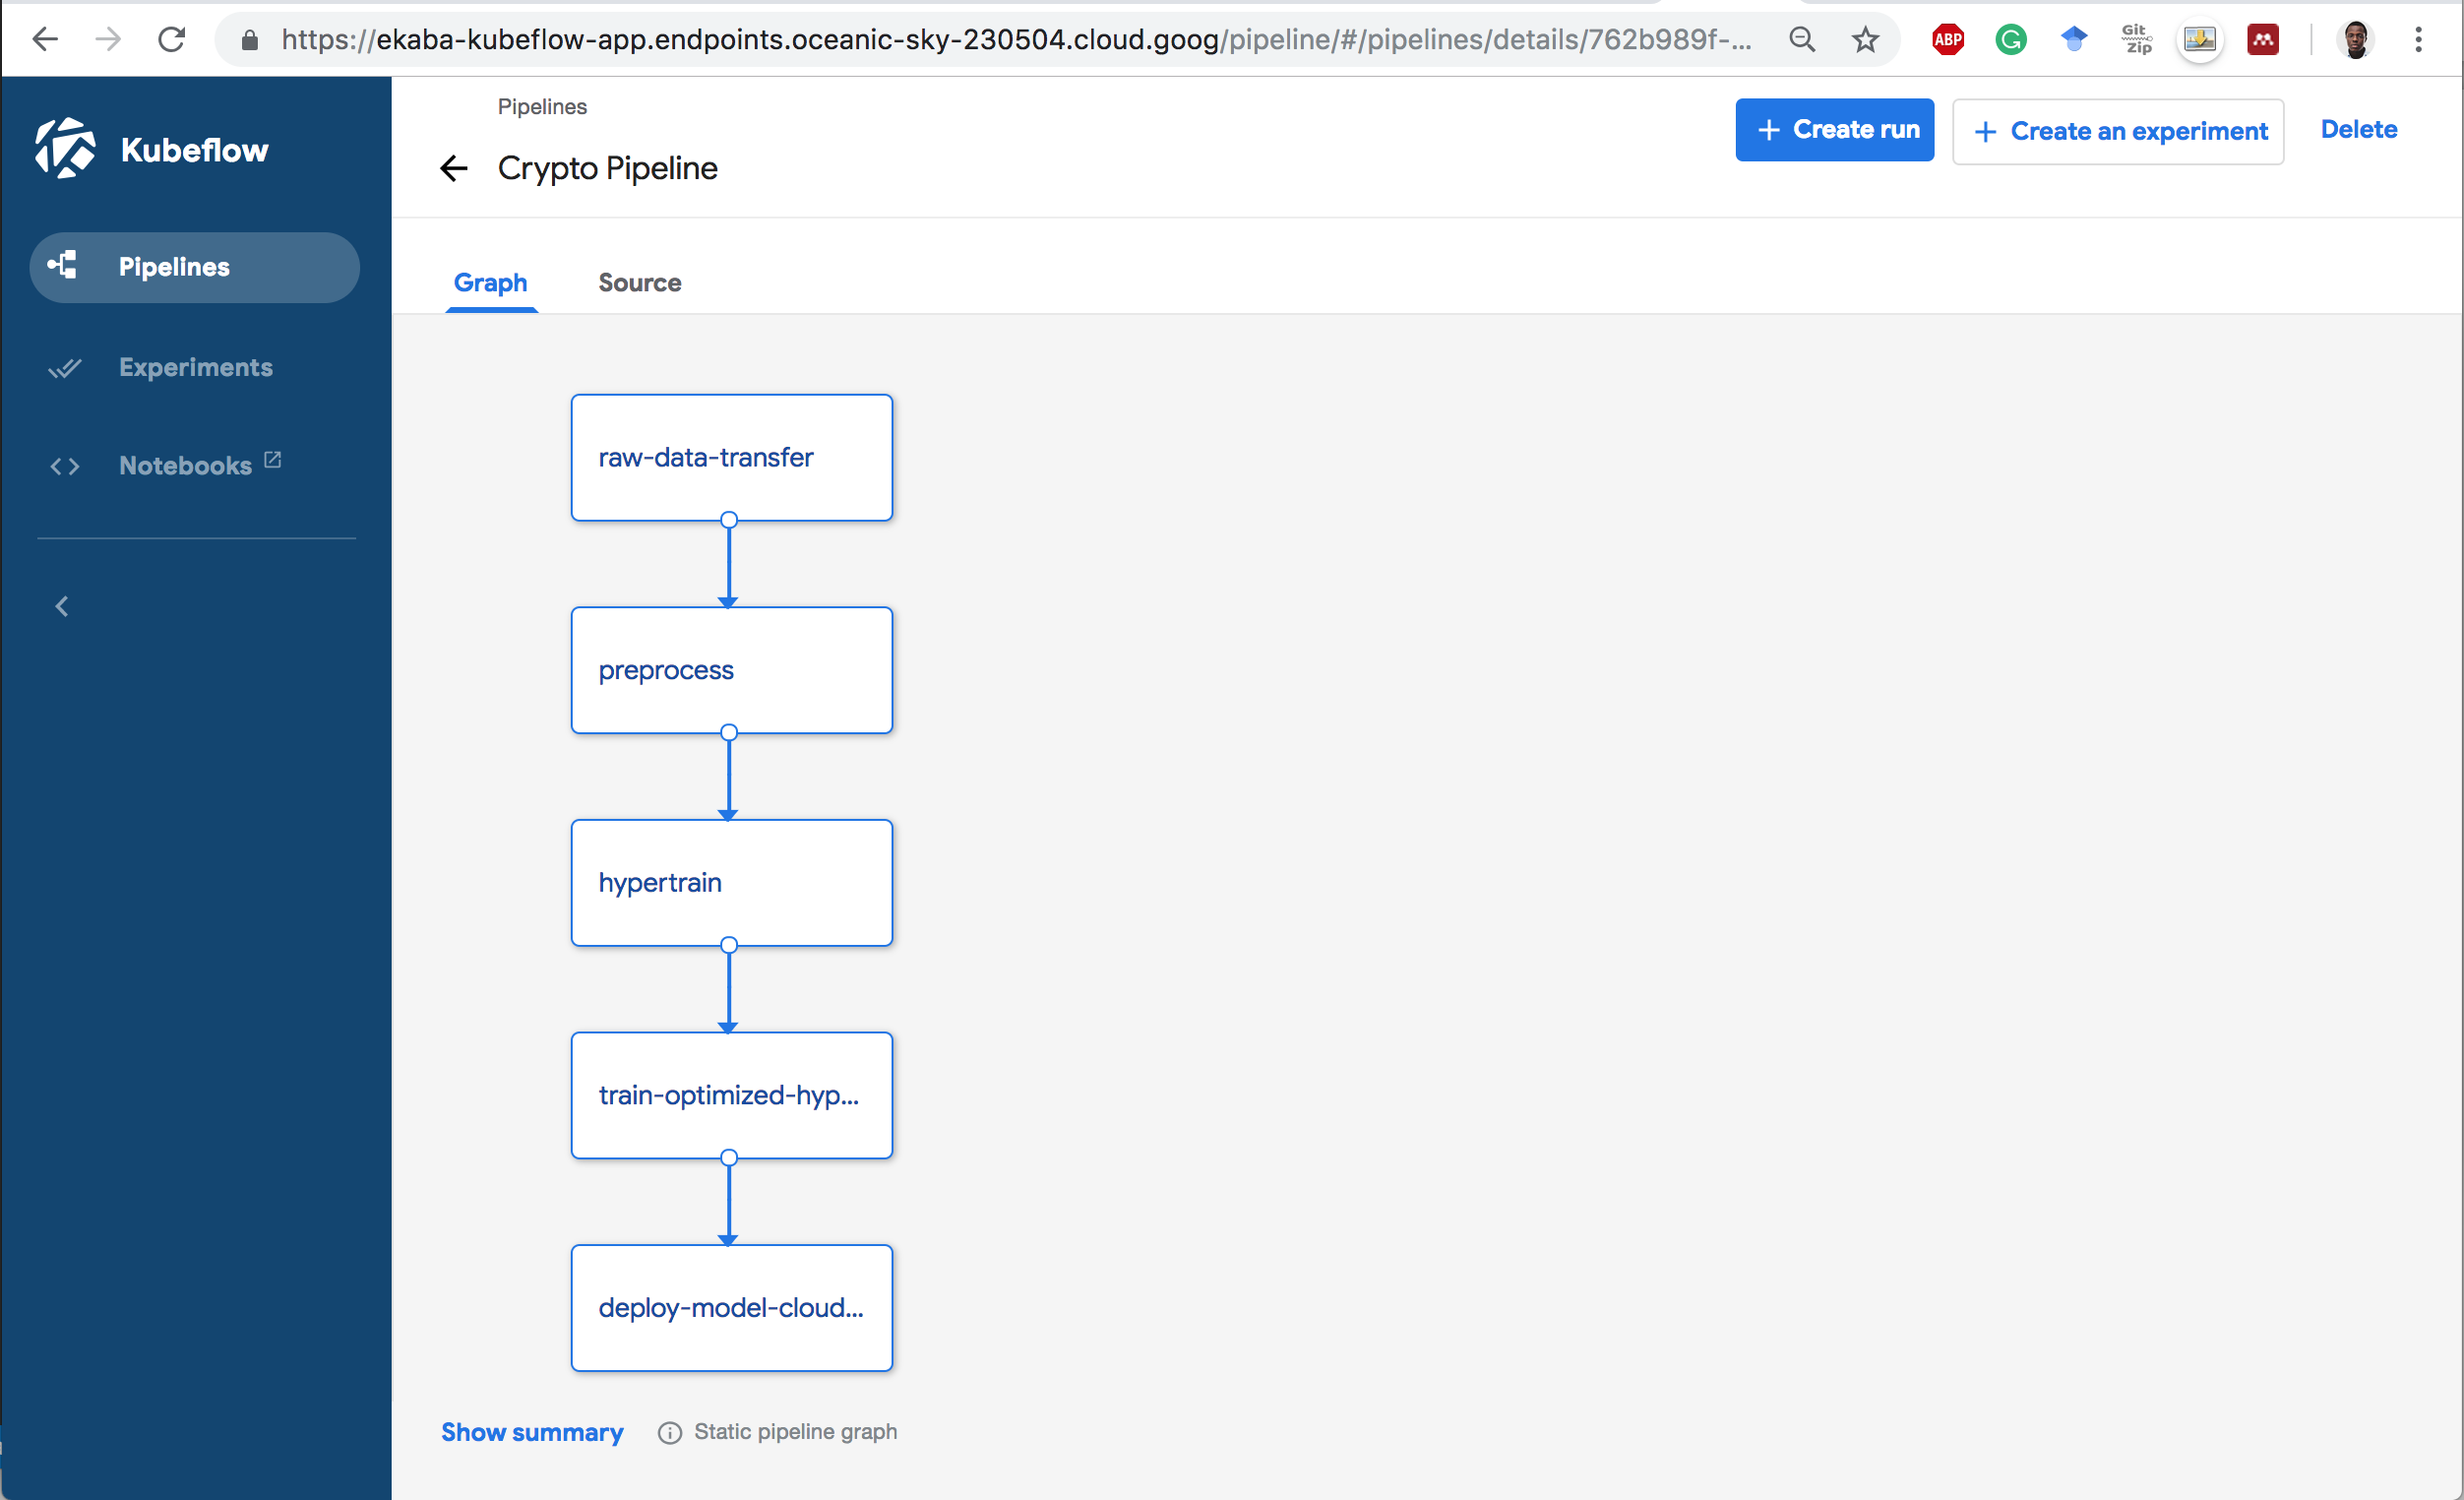 https://ekaba-kubeflow-app.endpoints.oceanic-sky-230504.cloud.goog/pipeline/#/pipelines/details/762b989f-...
ABP
G
Git
Zip
Kubeflow
Pipelines
Experiments
Notebooks
Pipelines
Crypto Pipeline
+ Create run
+ Create an experiment
Delete
Graph
Source
raw-data-transfer
preprocess
hypertrain
train-optimized-hyp...
deploy-model-cloud...
Show summary
Static pipeline graph